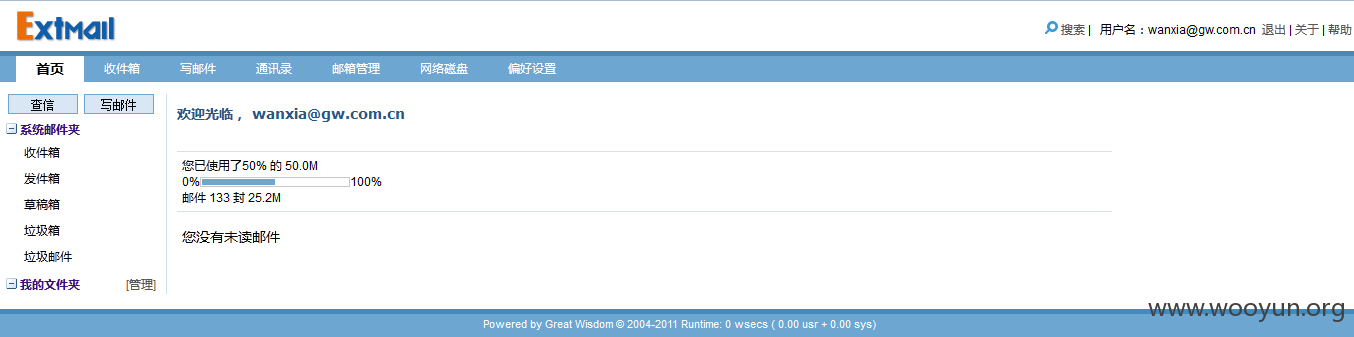 Extmail
搜索 | 用户名：wanxia@gw.com.cn 退出 | 关于 | 帮助
首页 收件箱 写邮件 通讯录 邮箱管理 网络磁盘 偏好设置
查信 写邮件
系统邮件夹
收件箱
发件箱
草稿箱
垃圾箱
垃圾邮件
我的文件夹 [管理]
欢迎光临， wanxia@gw.com.cn
您已使用了50% 的 50.0M
0% 100%
邮件 133 封 25.2M
您没有未读邮件
www.wooyun.org
Powered by Great Wisdom © 2004-2011 Runtime: 0 wsecs ( 0.00 usr + 0.00 sys)